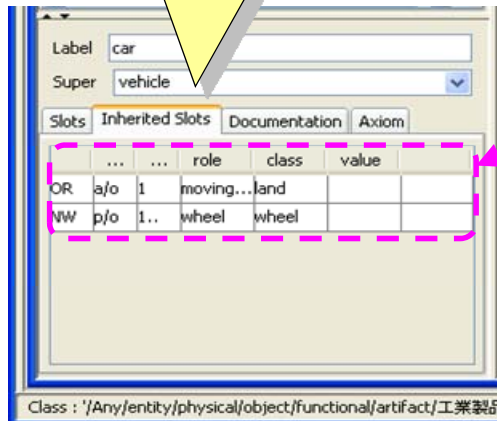 Label car
Super vehicle
Slots Inherited Slots Documentation Axiom
... ... role class value
OR a/o 1 moving... land
NW p/o 1.. wheel wheel
Class : '/Any/entity/physical/object/functional/artifact/工業製品